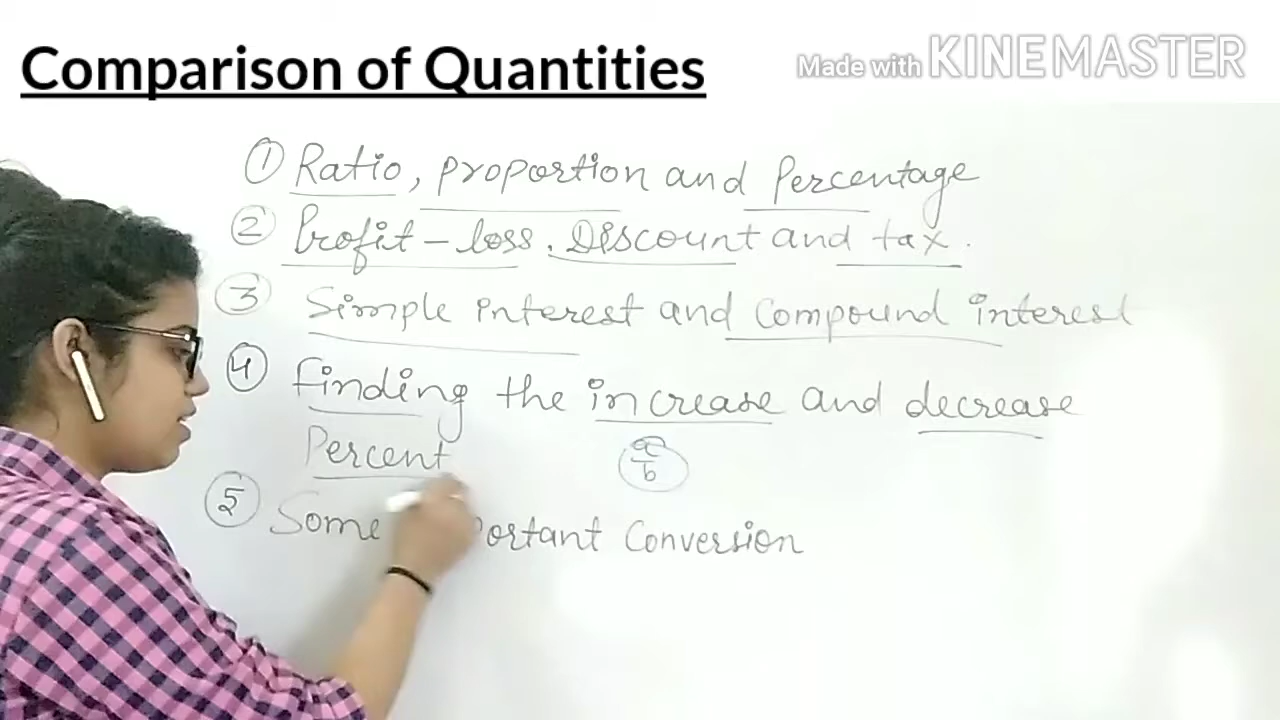 Comparison of Quantities
Made with KINEMASTER
① Ratio, proportion and Percentage
② Profit – loss, Discount and tax.
③ Simple interest and compound interest
④ finding the increase and decrease
Percent
a/b
⑤ Some portant Conversion